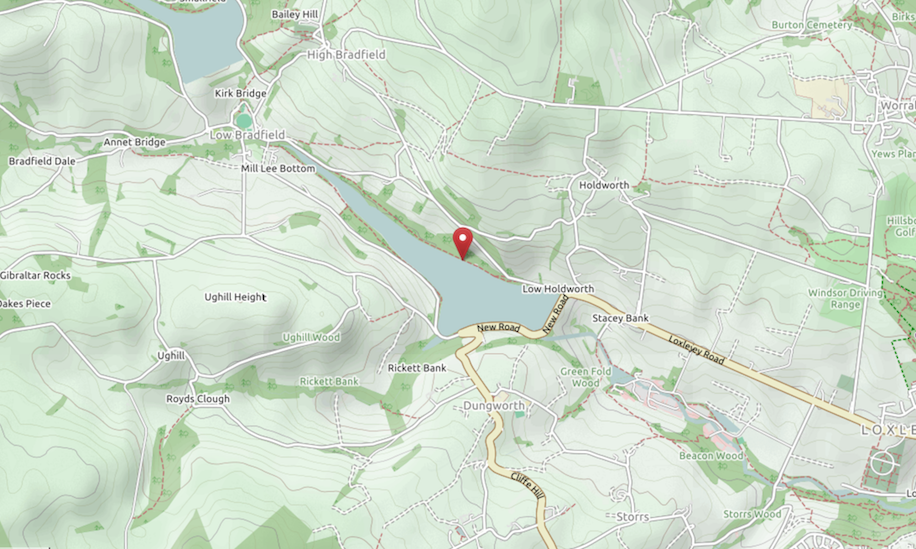 Bailey Hill
High Bradfield
Burton Cemetery
Kirk Bridge
Worral
Low Bradfield
Annet Bridge
Yews Plan
Bradfield Dale
Mill Lee Bottom
Holdworth
Hillsbo
Golf
Gibraltar Rocks
Low Holdworth
Windsor Driving
Range
Ughill Height
Oakes Piece
New Road
New Road
Stacey Bank
Ughill Wood
Loxley Road
Ughill
Rickett Bank
Green Fold
Wood
Rickett Bank
Royds Clough
Dungworth
LOXLE
Beacon Wood
Cliffe Hill
Storrs
Storrs Wood
Lo